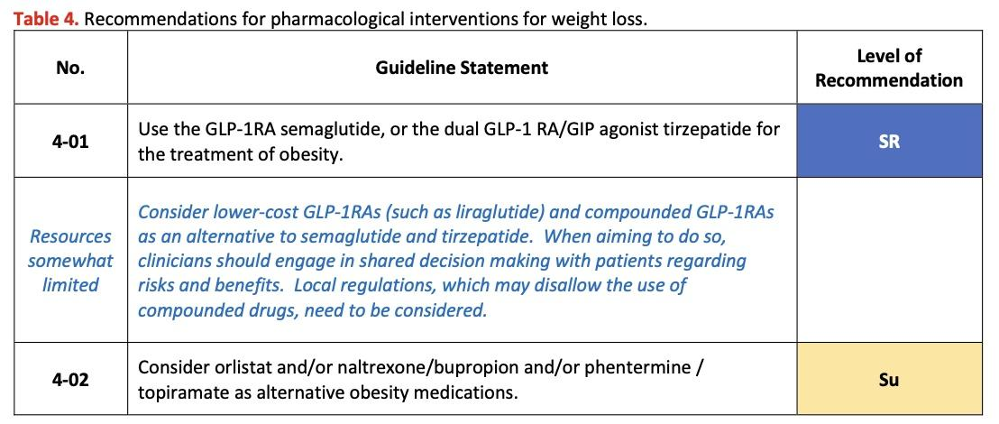 Table 4. Recommendations for pharmacological interventions for weight loss.
No.
Guideline Statement
Level of
Recommendation
4-01
Use the GLP-1RA semaglutide, or the dual GLP-1 RA/GIP agonist tirzepatide for
the treatment of obesity.
SR
Resources
somewhat
limited
Consider lower-cost GLP-1RAs (such as liraglutide) and compounded GLP-1RAs
as an alternative to semaglutide and tirzepatide.  When aiming to do so,
clinicians should engage in shared decision making with patients regarding
risks and benefits.  Local regulations, which may disallow the use of
compounded drugs, need to be considered.
4-02
Consider orlistat and/or naltrexone/bupropion and/or phentermine /
topiramate as alternative obesity medications.
Su